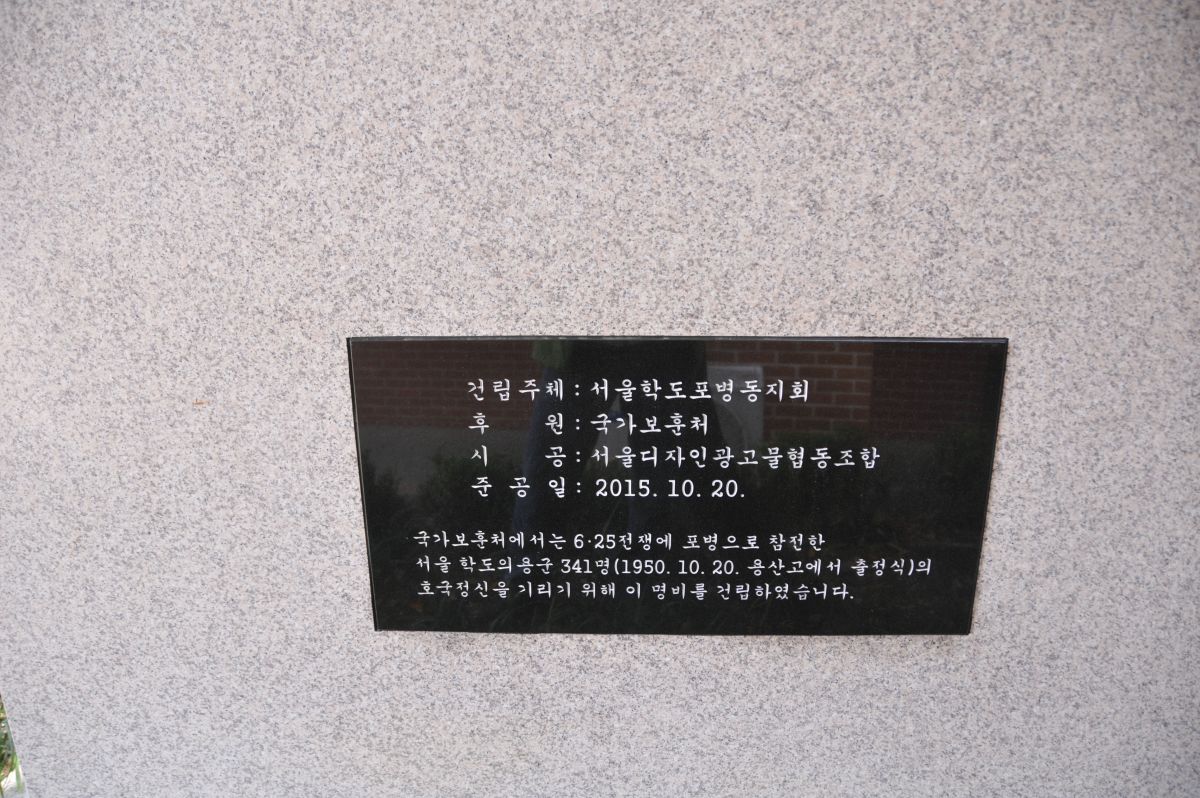 건립주체 : 서울학도포병동지회
후 원 : 국가보훈처
시 공 : 서울디자인광고물협동조합
준 공 일 : 2015. 10. 20.
국가보훈처에서는 6·25전쟁에 포병으로 참전한
서울 학도의용군 341명(1950. 10. 20. 용산고에서 출정식)의
호국정신을 기리기 위해 이 명비를 건립하였습니다.